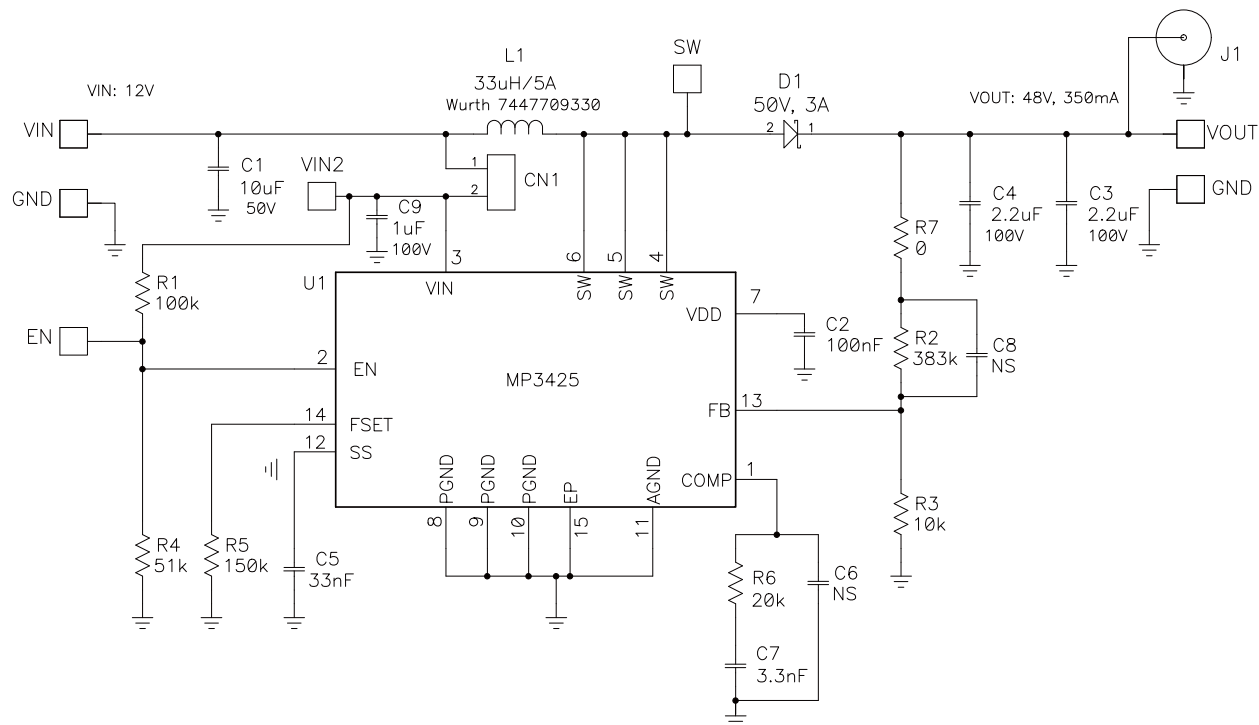 SW
J1
L1
33uH/5A
Wurth 7447709330
D1
50V, 3A
VIN: 12V
VOUT: 48V, 350mA
VIN
2
1
VOUT
C1
10uF
50V
VIN2
1
2
CN1
GND
GND
C9
1uF
100V
C4
2.2uF
100V
C3
2.2uF
100V
R7
0
3
6
5
4
R1
100k
U1
VIN
SW
SW
SW
7
VDD
C2
100nF
EN
R2
383k
C8
NS
2
EN
MP3425
FB
13
14
FSET
12
SS
PGND
PGND
PGND
EP
AGND
COMP
1
8
9
10
15
11
R3
10k
R4
51k
R5
150k
C5
33nF
R6
20k
C6
NS
C7
3.3nF